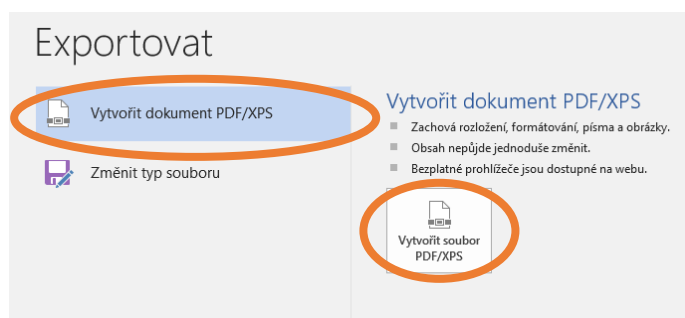 Exportovat
Vytvořit dokument PDF/XPS
Změnit typ souboru
Vytvořit dokument PDF/XPS
Zachová rozložení, formátování, písma a obrázky.
Obsah nepůjde jednoduše změnit.
Bezplatné prohlížeče jsou dostupné na webu.
Vytvořit soubor
PDF/XPS